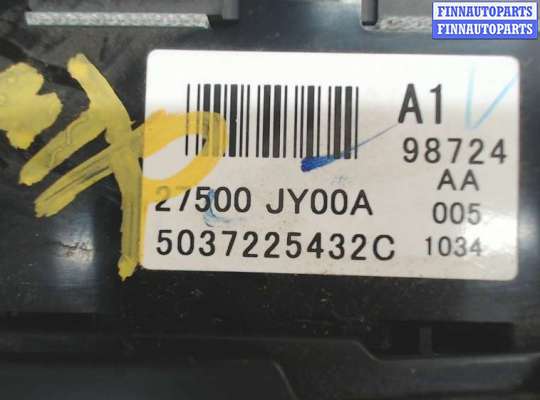 FINNAUTOPARTS
FINNAUTOPARTS
A1
98724
AA
27500 JY00A
005
5037225432C
1034